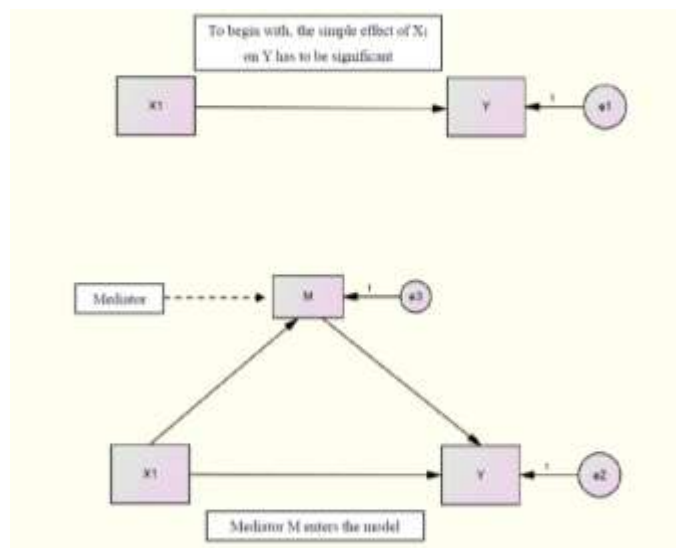 To begin with, the simple effect of X₁
on Y has to be significant
X1
Y
1
e1
Mediator
M
1
e3
X1
Y
1
e2
Mediator M enters the model